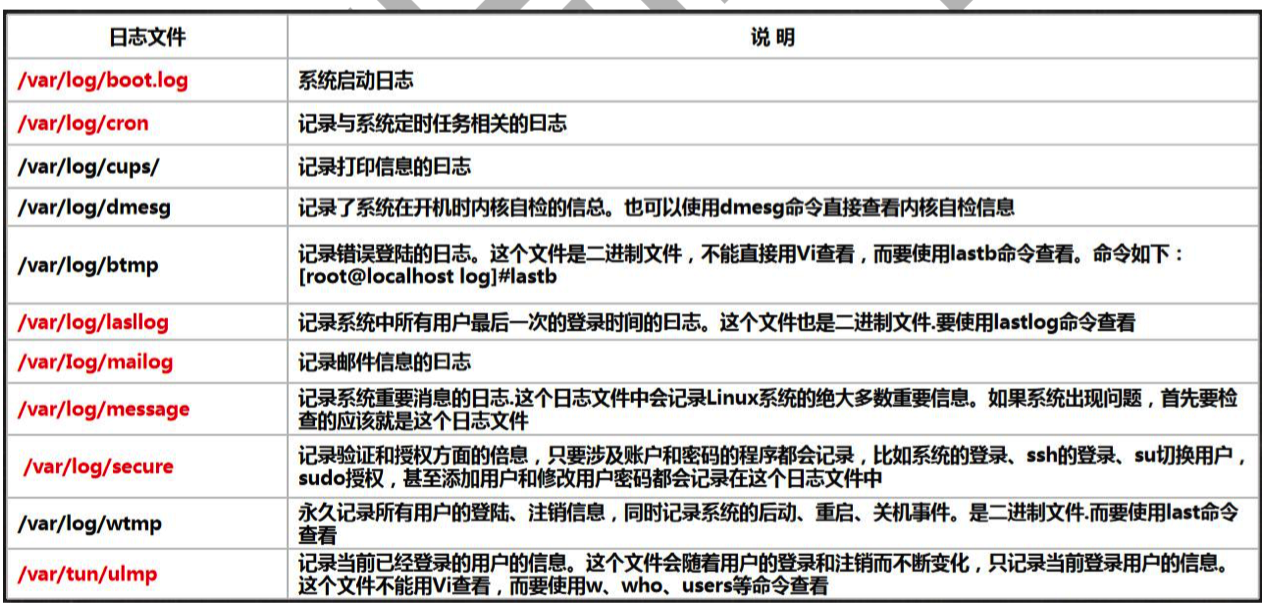 日志文件
说 明
/var/log/boot.log
系统启动日志
/var/log/cron
记录与系统定时任务相关的曰志
/var/log/cups/
记录打印信息的曰志
/var/log/dmesg
记录了系统在开机时内核自检的信总。也可以使用dmesg命令直接查看内核自检信息
/var/log/btmp
记录错误登陆的日志。这个文件是二进制文件，不能直接用Vi查看，而要使用lastb命令查看。命令如下：
[root@localhost log]#lastb
/var/log/lasllog
记录系统中所有用户最后一次的登录时间的曰志。这个文件也是二进制文件.要使用lastlog命令查看
/var/Iog/mailog
记录邮件信息的曰志
/var/log/message
记录系统重要消息的日志.这个日志文件中会记录Linux系统的绝大多数重要信息。如果系统出现问题，首先要检
查的应该就是这个日志文件
/var/log/secure
记录验证和授权方面的倍息，只要涉及账户和密码的程序都会记录，比如系统的登录、ssh的登录、su切换用户，
sudo授权，甚至添加用户和修改用户密码都会记录在这个日志文件中
/var/log/wtmp
永久记录所有用户的登陆、注销信息，同时记录系统的后动、重启、关机事件。是二进制文件.而要使用last命令
查看
/var/tun/ulmp
记录当前已经登录的用户的信息。这个文件会随着用户的登录和注销而不断变化，只记录当前登录用户的信息。
这个文件不能用Vi查看，而要使用w、who、users等命令查看